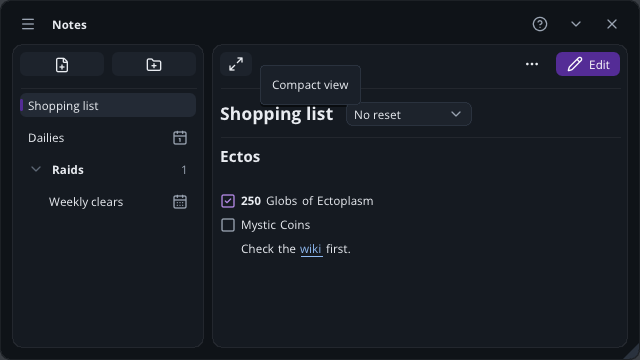 Notes
Edit
Compact view
Shopping list
No reset
Shopping list
Dailies
Raids 1
Weekly clears
Ectos
250 Globs of Ectoplasm
Mystic Coins
Check the wiki first.